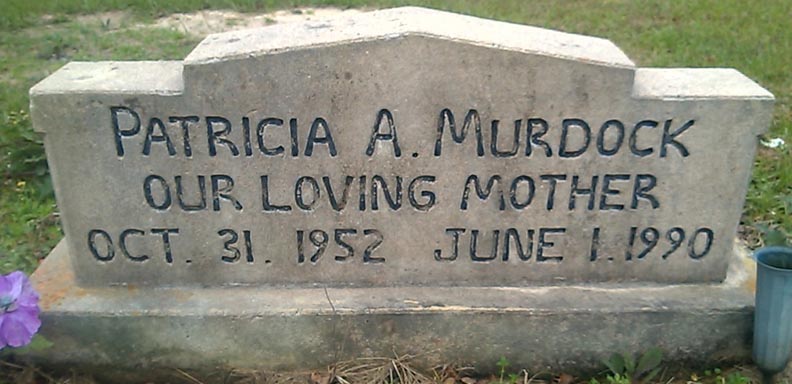 PATRICIA A. MURDOCK
OUR LOVING MOTHER
OCT. 31. 1952 JUNE 1. 1990